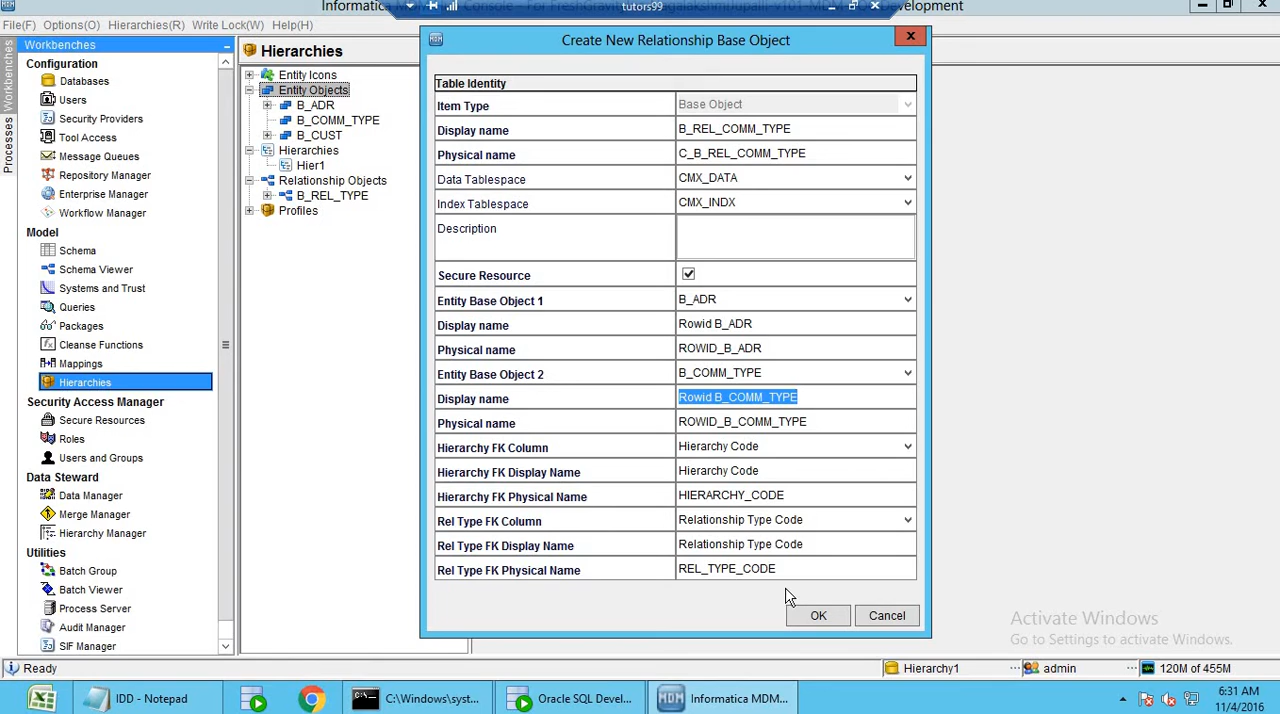 Informatica M
tutors99
Development
File(F) Options(O) Hierarchies(R) Write Lock(W) Help(H)
Workbenches
Processes
Workbenches
Configuration
Databases
Users
Security Providers
Tool Access
Message Queues
Repository Manager
Enterprise Manager
Workflow Manager
Model
Schema
Schema Viewer
Systems and Trust
Queries
Packages
Cleanse Functions
Mappings
Hierarchies
Security Access Manager
Secure Resources
Roles
Users and Groups
Data Steward
Data Manager
Merge Manager
Hierarchy Manager
Utilities
Batch Group
Batch Viewer
Process Server
Audit Manager
SIF Manager
Hierarchies
Entity Icons
Entity Objects
B_ADR
B_COMM_TYPE
B_CUST
Hierarchies
Hier1
Relationship Objects
B_REL_TYPE
Profiles
Create New Relationship Base Object
Table Identity
Item Type Base Object
Display name B_REL_COMM_TYPE
Physical name C_B_REL_COMM_TYPE
Data Tablespace CMX_DATA
Index Tablespace CMX_INDX
Description
Secure Resource
Entity Base Object 1 B_ADR
Display name Rowid B_ADR
Physical name ROWID_B_ADR
Entity Base Object 2 B_COMM_TYPE
Display name Rowid B_COMM_TYPE
Physical name ROWID_B_COMM_TYPE
Hierarchy FK Column Hierarchy Code
Hierarchy FK Display Name Hierarchy Code
Hierarchy FK Physical Name HIERARCHY_CODE
Rel Type FK Column Relationship Type Code
Rel Type FK Display Name Relationship Type Code
Rel Type FK Physical Name REL_TYPE_CODE
OK Cancel
Activate Windows
Go to Settings to activate Windows.
Ready
Hierarchy1 admin 120M of 455M
IDD - Notepad
C:\Windows\syst...
Oracle SQL Devel...
MDM
Informatica MDM...
6:31 AM
11/4/2016